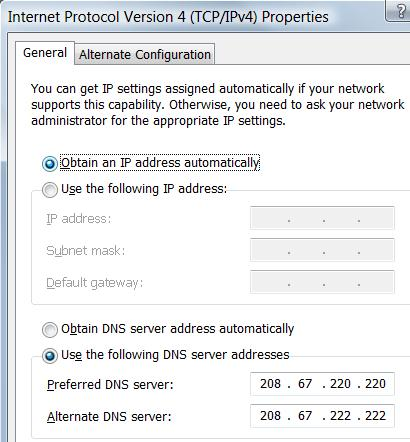 Internet Protocol Version 4 (TCP/IPv4) Properties
?
General
Alternate Configuration
You can get IP settings assigned automatically if your network
supports this capability. Otherwise, you need to ask your network
administrator for the appropriate IP settings.
Obtain an IP address automatically
Use the following IP address:
IP address: . . .
Subnet mask: . . .
Default gateway: . . .
Obtain DNS server address automatically
Use the following DNS server addresses
Preferred DNS server: 208 . 67 . 220 . 220
Alternate DNS server: 208 . 67 . 222 . 222